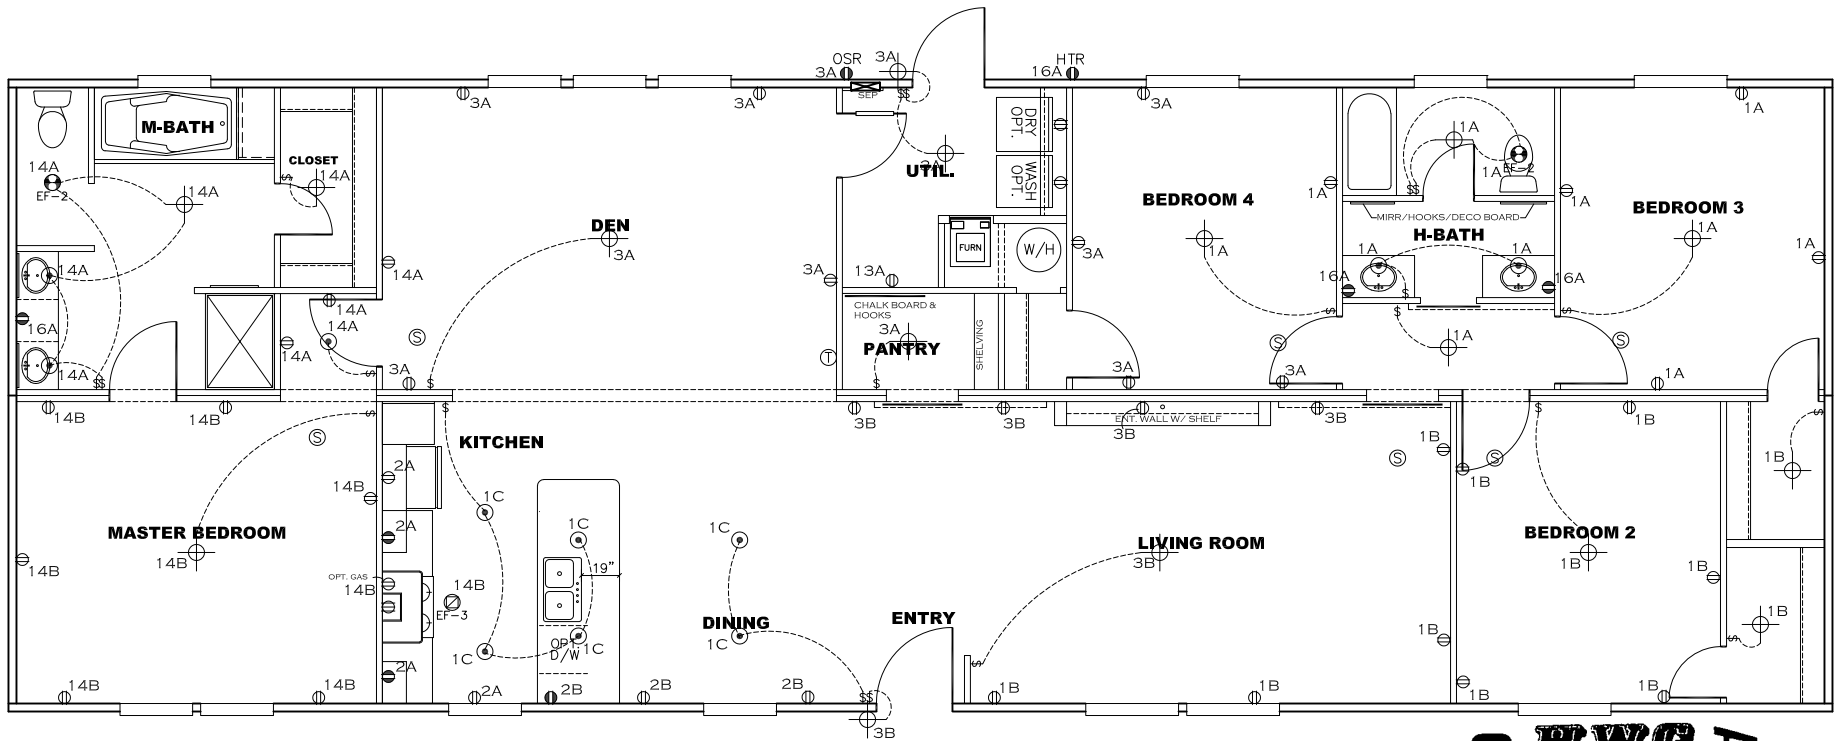 OSR
3A
3A
HTR
16A
SEP
3A
3A
3A
1A
M-BATH
CLOSET
14A
14A
14A
EF-2
DRY OPT.
WASH OPT.
UTIL.
3A
1A
1A
EF-2
1A
1A
BEDROOM 4
BEDROOM 3
MIRR/HOOKS/DECO BOARD
H-BATH
DEN
3A
FURN
W/H
3A
1A
1A
1A
1A
1A
14A
14A
3A
13A
16A
16A
14A
CHALK BOARD &
HOOKS
16A
14A
14A
14A
S
T
3A
PANTRY
SHELVING
S
1A
S
3A
3A
3A
1A
14B
14B
S
KITCHEN
3B
3B
ENT. WALL W/ SHELF
3B
3B
1B
1B
S
S
1B
1B
2A
14B
1C
MASTER BEDROOM
14B
2A
1C
1C
LIVING ROOM
3B
BEDROOM 2
1B
14B
OPT. GAS
14B
14B
EF-3
19"
1B
DINING
1C
ENTRY
1C
1C
OPT.
D/W
1B
1B
2A
14B
14B
2A
2B
2B
2B
1B
1B
1B
1B
3B